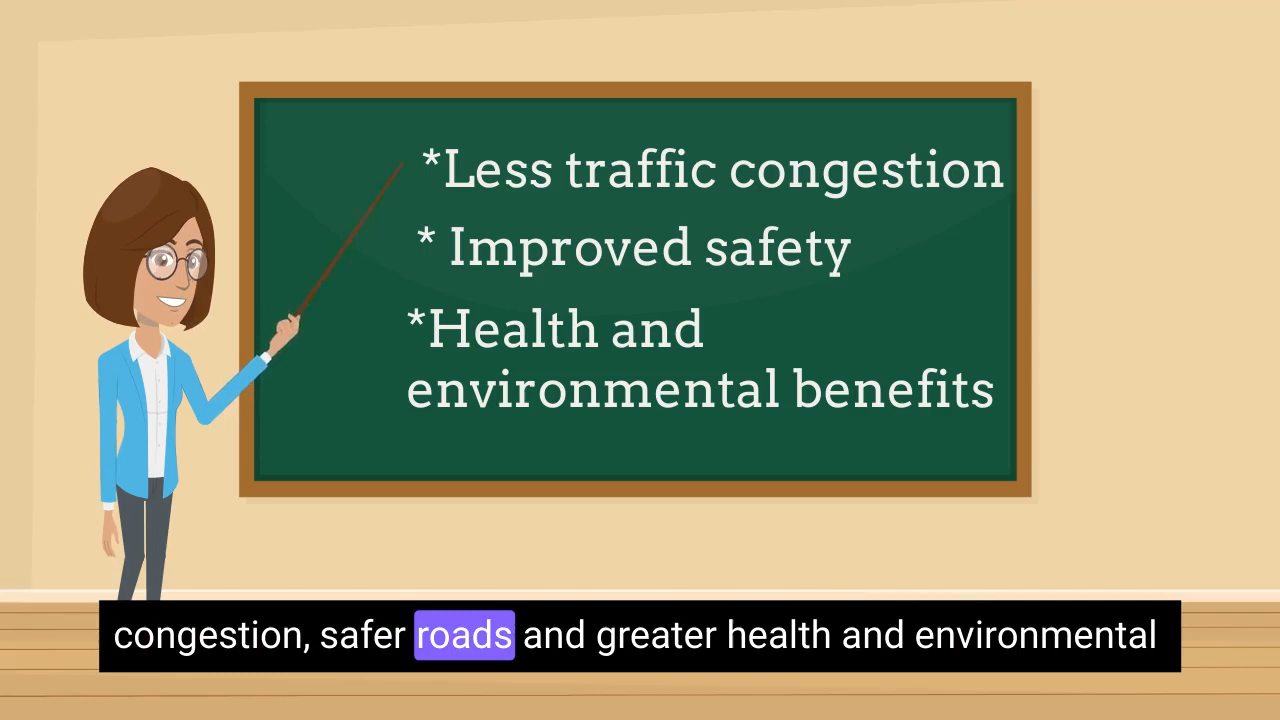 *Less traffic congestion
* Improved safety
*Health and
environmental benefits
congestion, safer roads and greater health and environmental